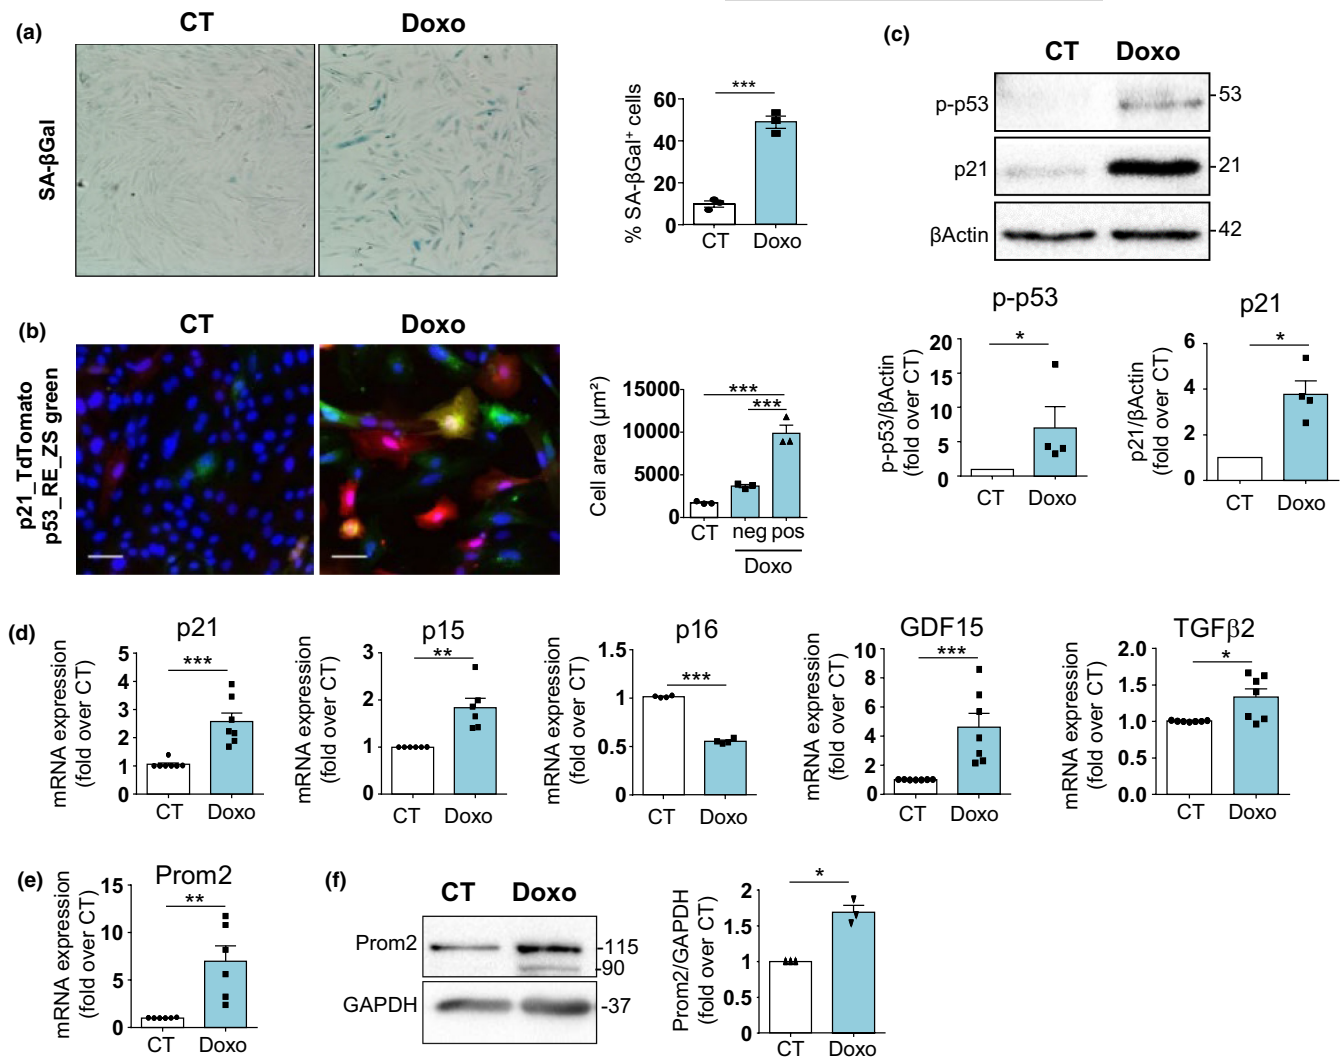 (a)
CT
Doxo
SA-βGal
% SA-βGal⁺ cells
60
40
20
0
***
CT
Doxo
(b)
CT
Doxo
p21_TdTomato
p53_RE_ZS green
Cell area (µm²)
15000
10000
5000
0
***
***
CT
neg pos
Doxo
(c)
CT
Doxo
p-p53
-53
p21
-21
βActin
-42
p-p53
p-p53/βActin
(fold over CT)
20
15
10
5
0
*
CT
Doxo
p21
p21/βActin
(fold over CT)
6
4
2
0
*
CT
Doxo
(d)
p21
mRNA expression
(fold over CT)
5
4
3
2
1
0
***
CT
Doxo
p15
mRNA expression
(fold over CT)
3
2
1
0
**
CT
Doxo
p16
mRNA expression
(fold over CT)
1.5
1
0.5
0
***
CT
Doxo
GDF15
mRNA expression
(fold over CT)
10
8
6
4
2
0
***
CT
Doxo
TGFβ2
mRNA expression
(fold over CT)
2.0
1.5
1.0
0.5
0.0
*
CT
Doxo
(e)
Prom2
mRNA expression
(fold over CT)
15
10
5
0
**
CT
Doxo
(f)
CT
Doxo
Prom2
-115
-90
GAPDH
-37
Prom2/GAPDH
(fold over CT)
2
1.5
1
0.5
0
*
CT
Doxo